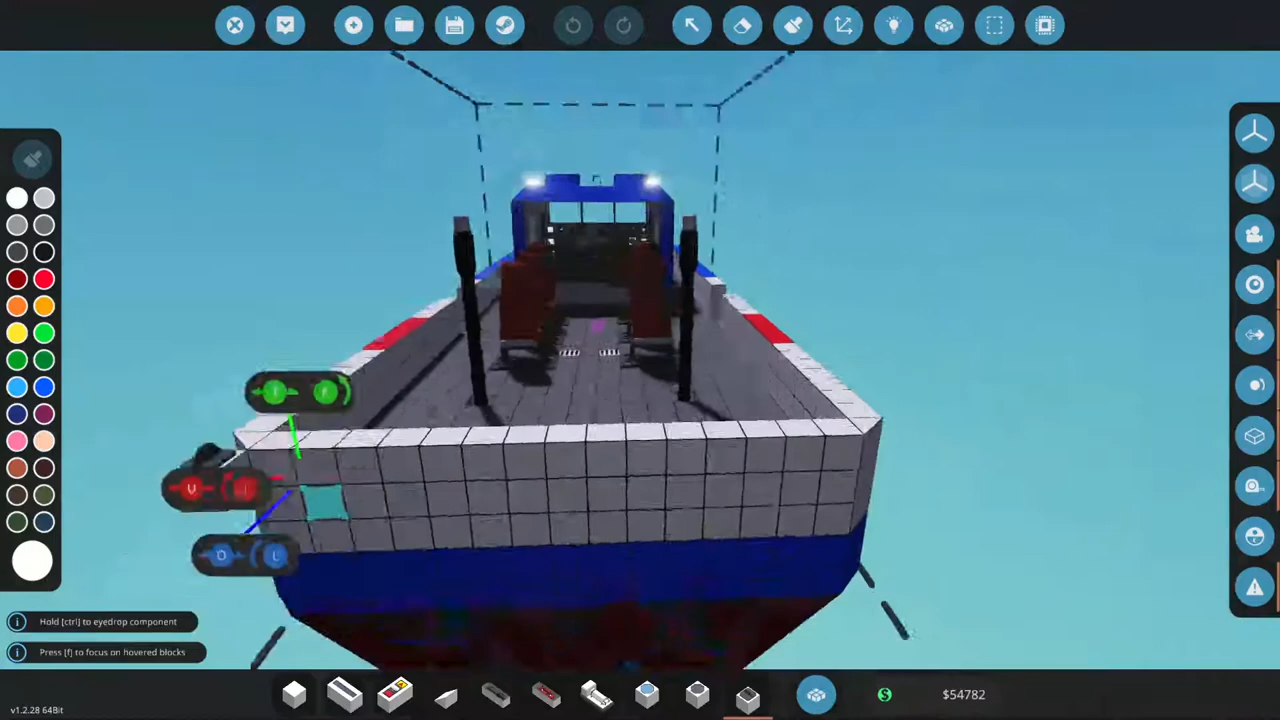 U
D
L
Hold [ctrl] to eyedrop component
Press [f] to focus on hovered blocks
v1.2.28 64Bit
$54782